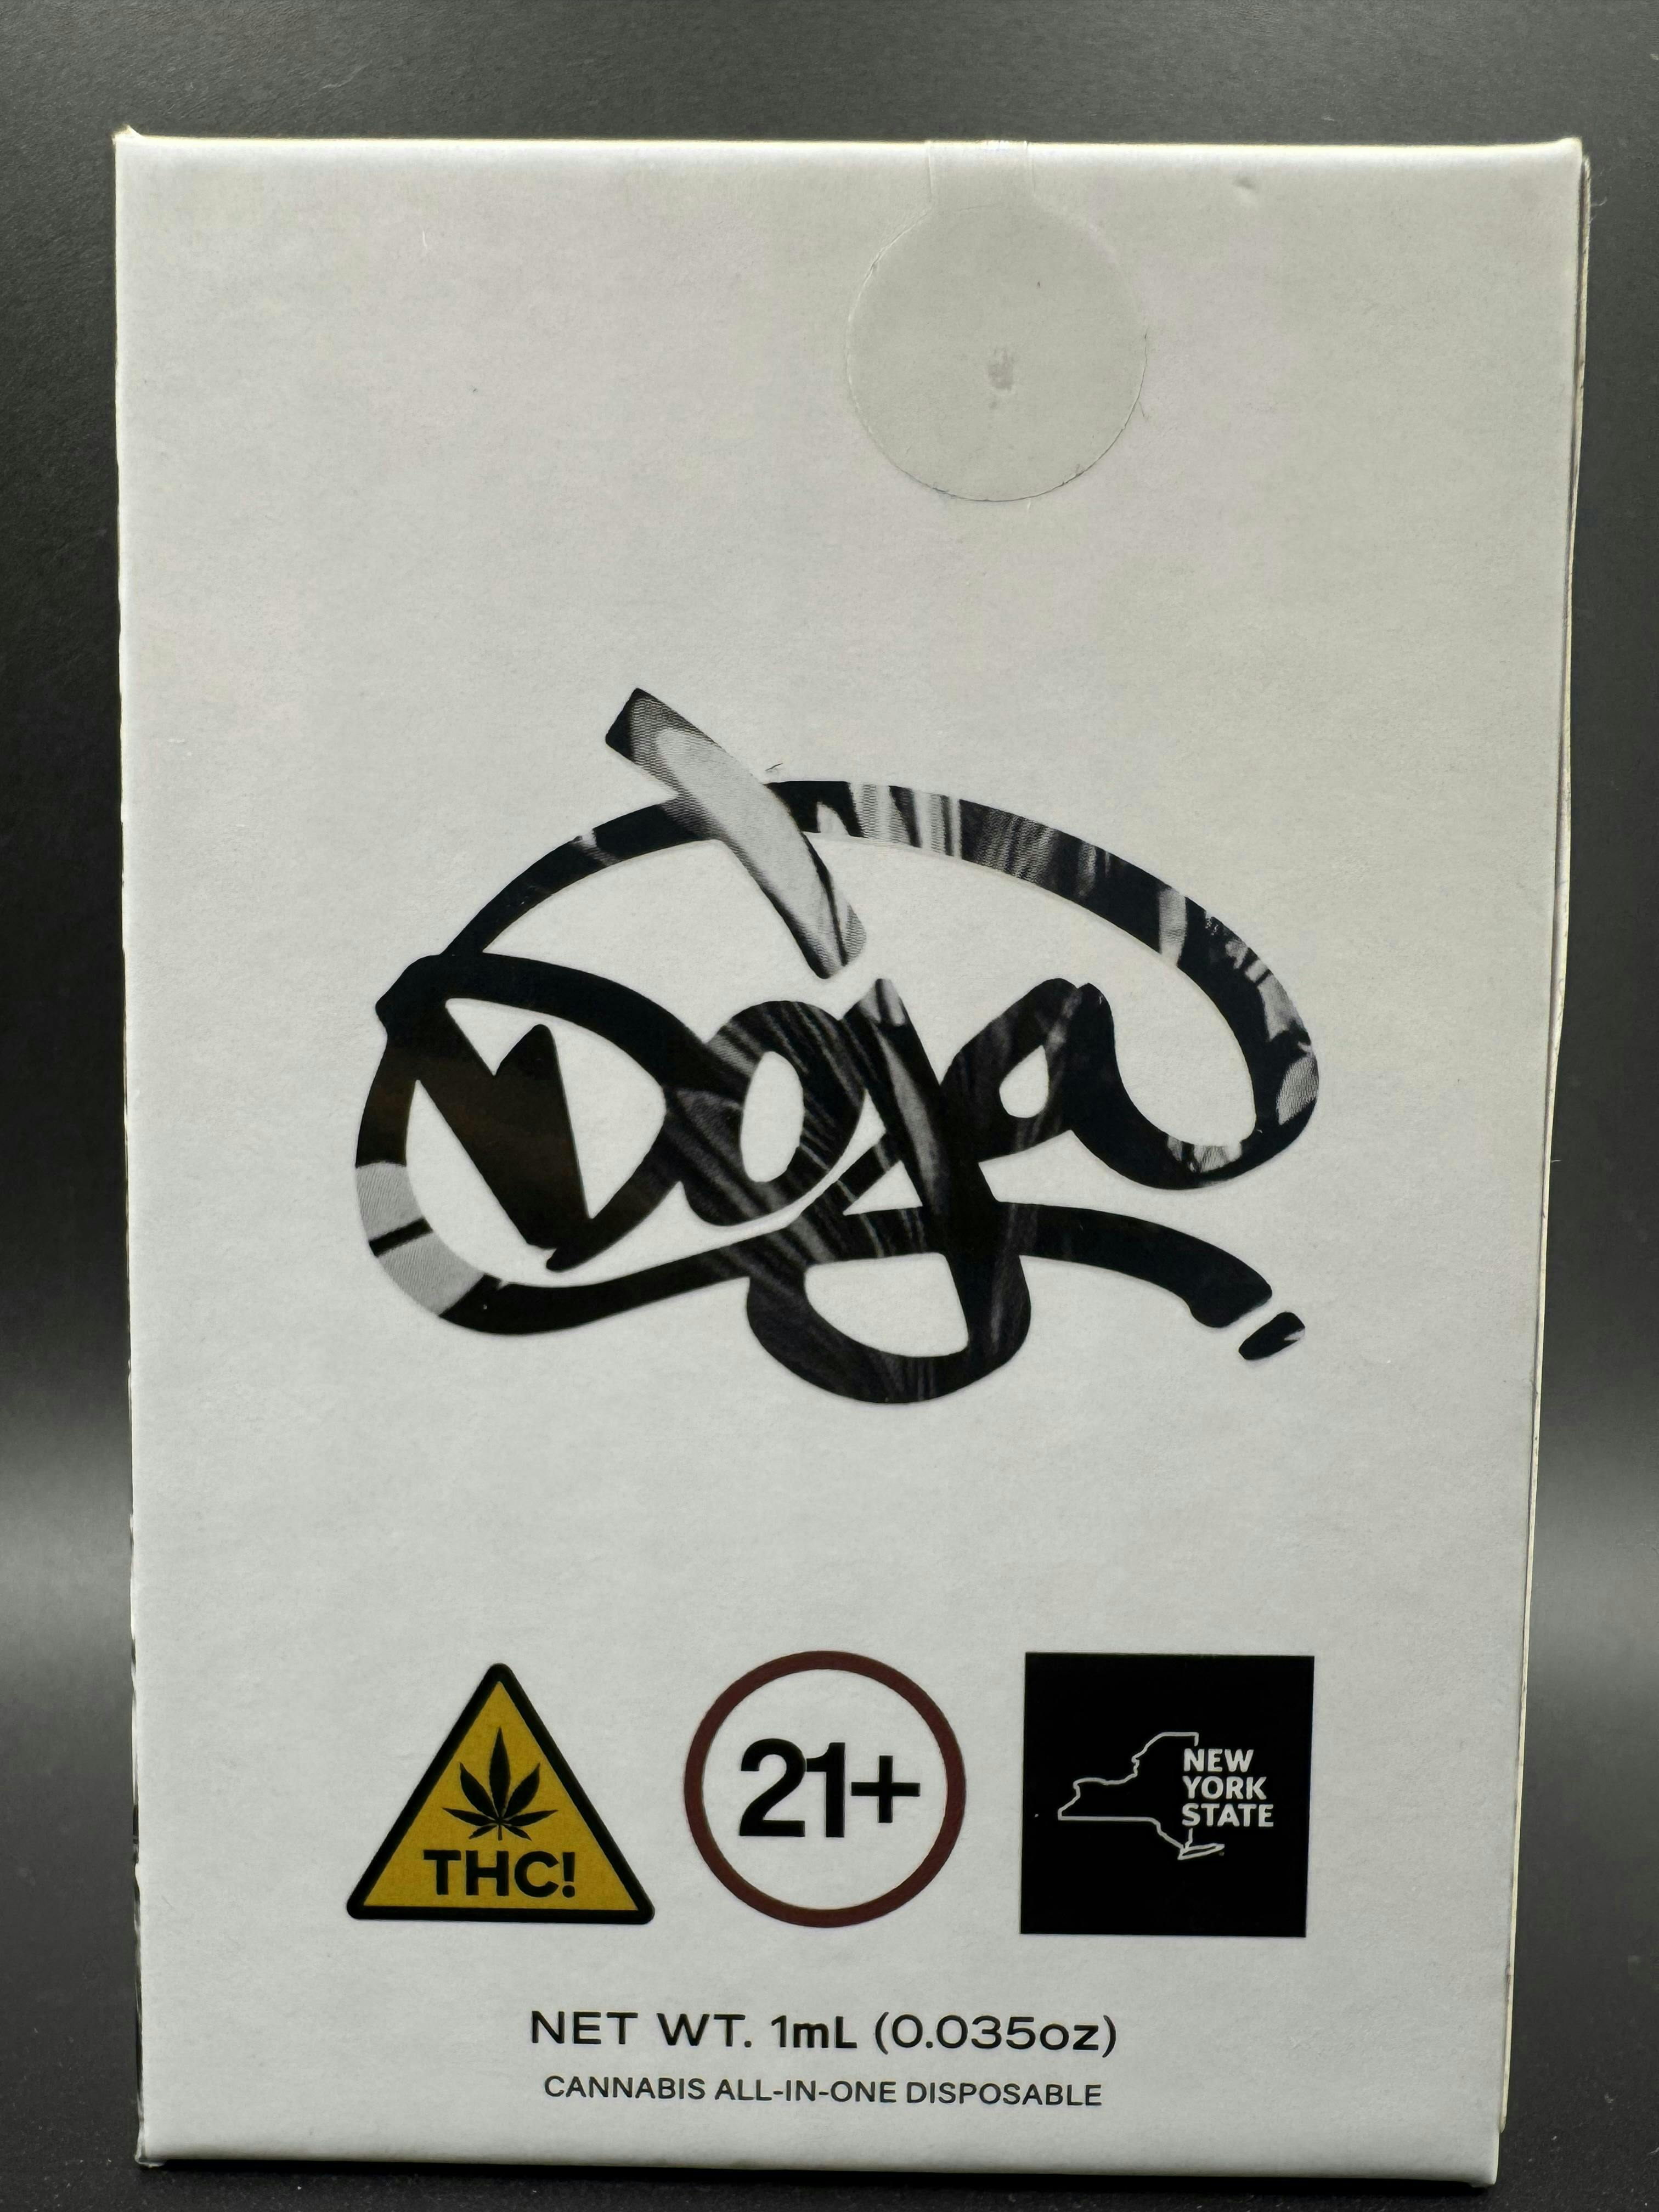 Doja
THC!
21+
NEW
YORK
STATE
NET WT. 1mL (0.035oz)
CANNABIS ALL-IN-ONE DISPOSABLE